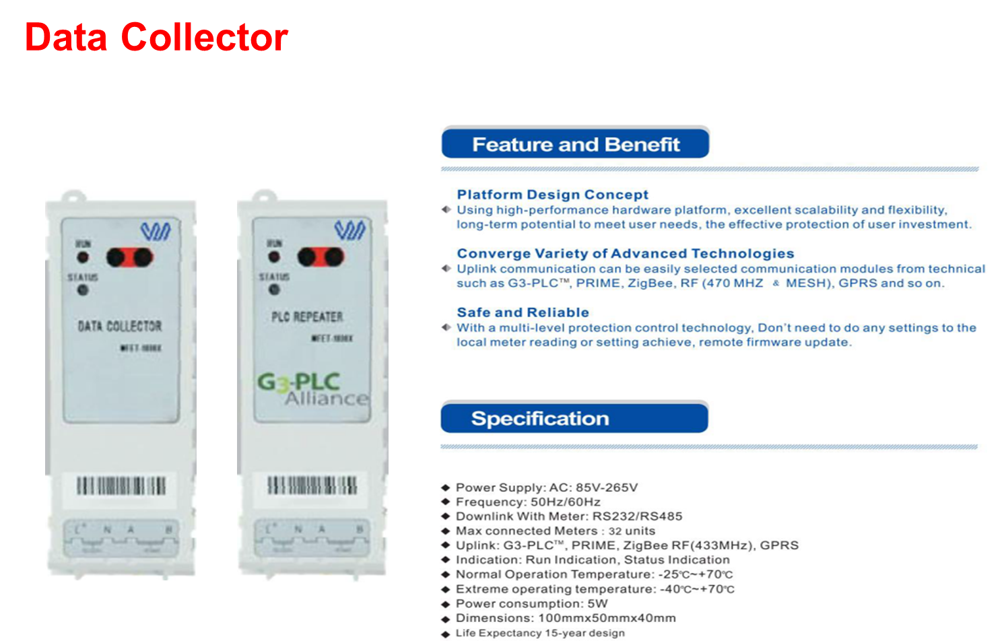 Data Collector
Feature and Benefit
Platform Design Concept
Using high-performance hardware platform, excellent scalability and flexibility,
long-term potential to meet user needs, the effective protection of user investment.
Converge Variety of Advanced Technologies
Uplink communication can be easily selected communication modules from technical
such as G3-PLC™, PRIME, ZigBee, RF (470 MHZ & MESH), GPRS and so on.
Safe and Reliable
With a multi-level protection control technology, Don't need to do any settings to the
local meter reading or setting achieve, remote firmware update.
RUN
STATUS
DATA COLLECTOR
L N A B
RUN
STATUS
PLC REPEATER
G3-PLC
Alliance
L N A B
Specification
Power Supply: AC: 85V-265V
Frequency: 50Hz/60Hz
Downlink With Meter: RS232/RS485
Max connected Meters : 32 units
Uplink: G3-PLC™, PRIME, ZigBee RF(433MHz), GPRS
Indication: Run Indication, Status Indication
Normal Operation Temperature: -25℃~+70℃
Extreme operating temperature: -40℃~+70℃
Power consumption: 5W
Dimensions: 100mmx50mmx40mm
Life Expectancy 15-year design